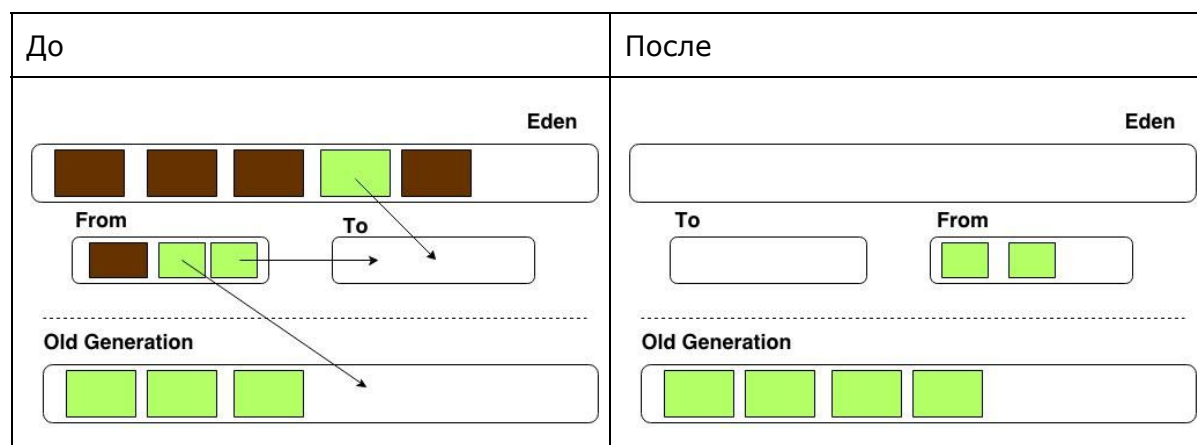 До
После
Eden
From
To
Old Generation
Eden
To
From
Old Generation